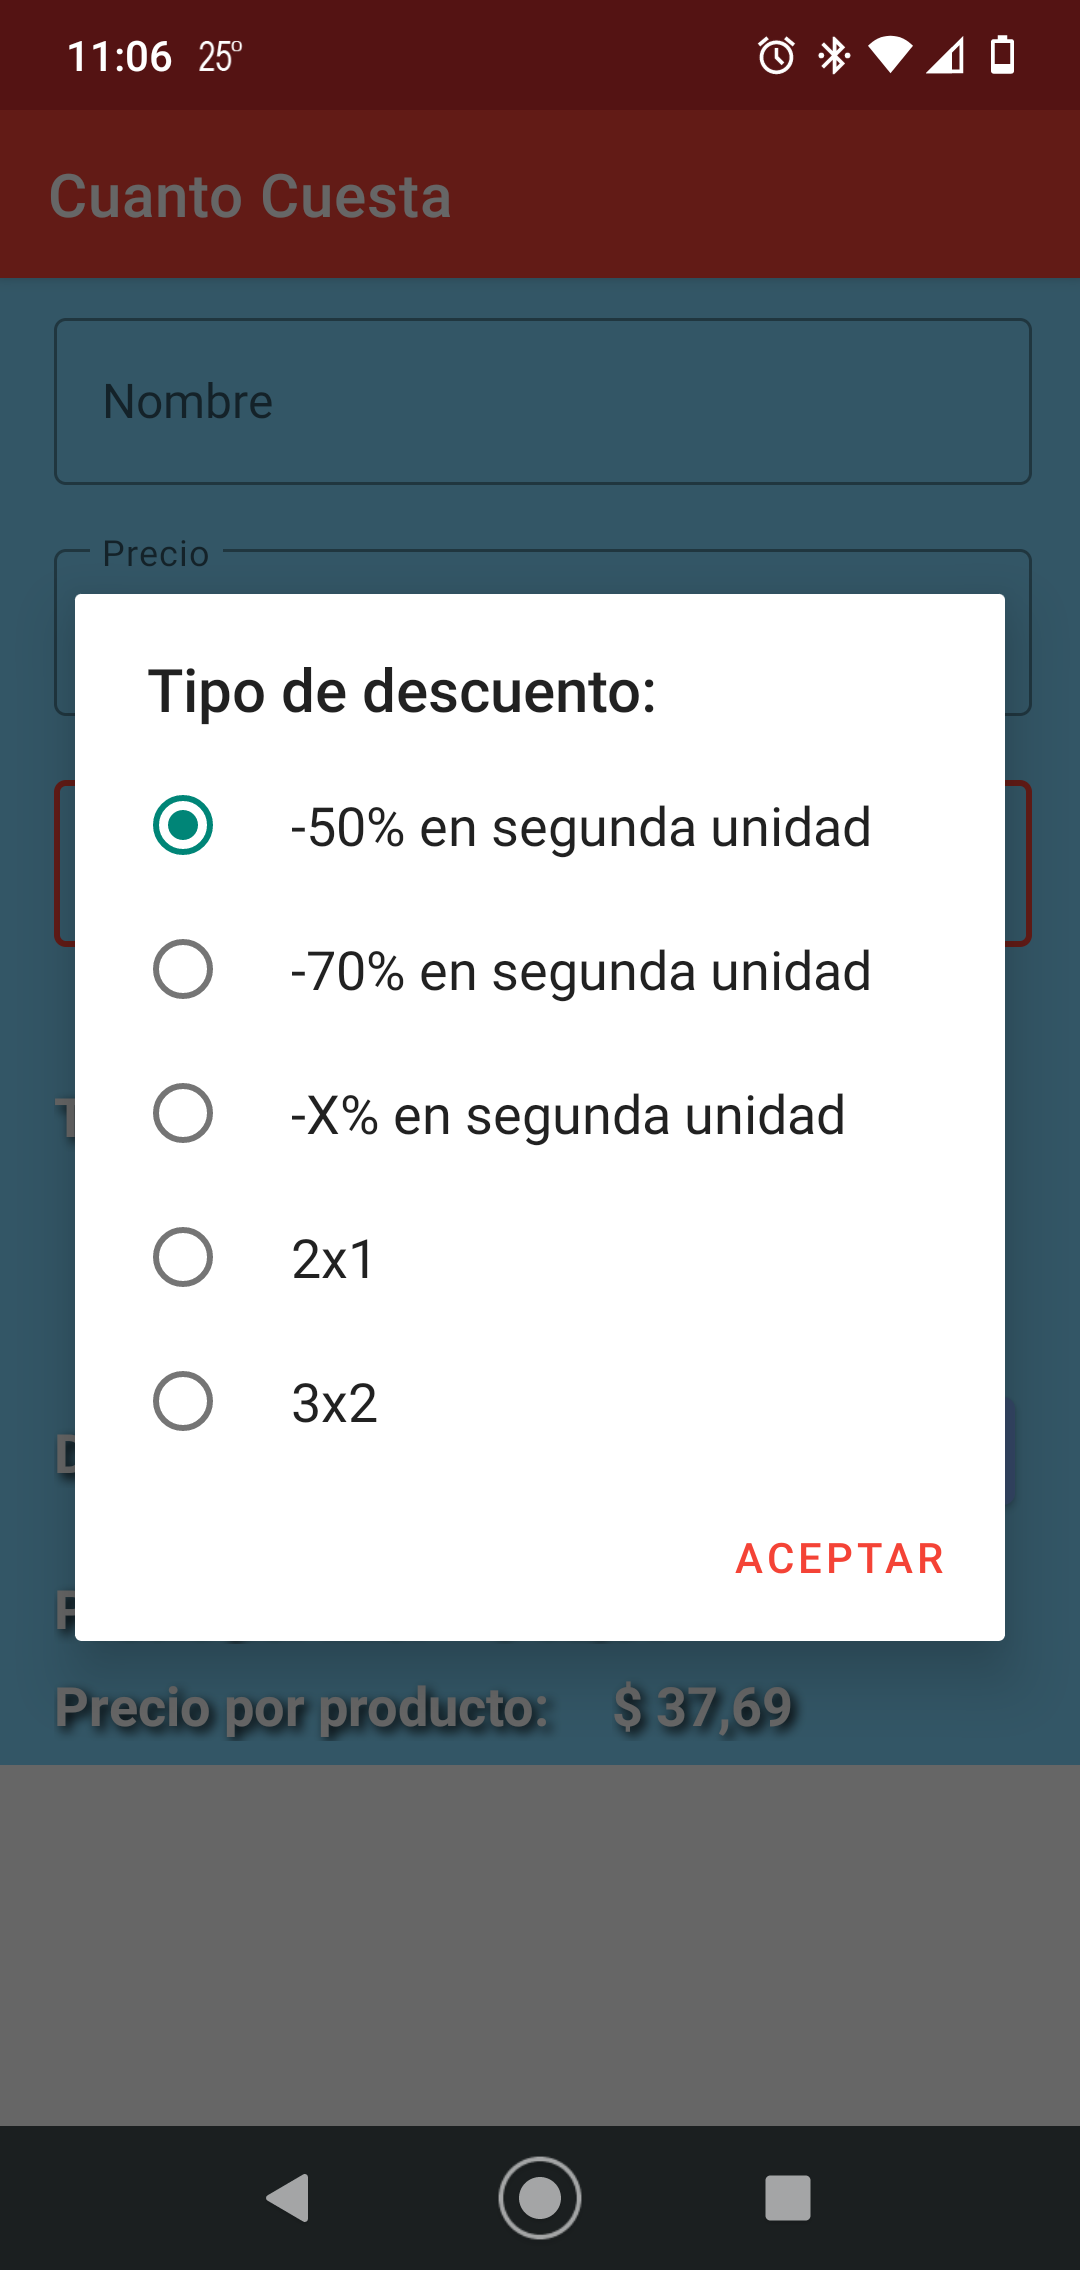 11:06 25°
Cuanto Cuesta
Nombre
Precio
Tipo de descuento:
-50% en segunda unidad
-70% en segunda unidad
-X% en segunda unidad
2x1
3x2
ACEPTAR
Precio por producto: $ 37,69